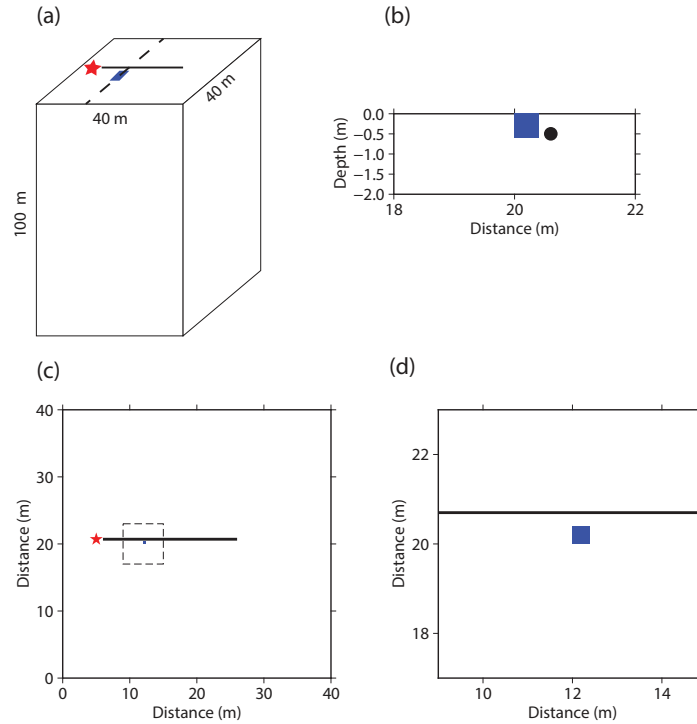 (a)
40 m
40 m
100 m
(b)
Depth (m)
0.0
−0.5
−1.0
−1.5
−2.0
18 20 22
Distance (m)
(c)
Distance (m)
40
30
20
10
0
0 10 20 30 40
Distance (m)
(d)
Distance (m)
22
20
18
10 12 14
Distance (m)